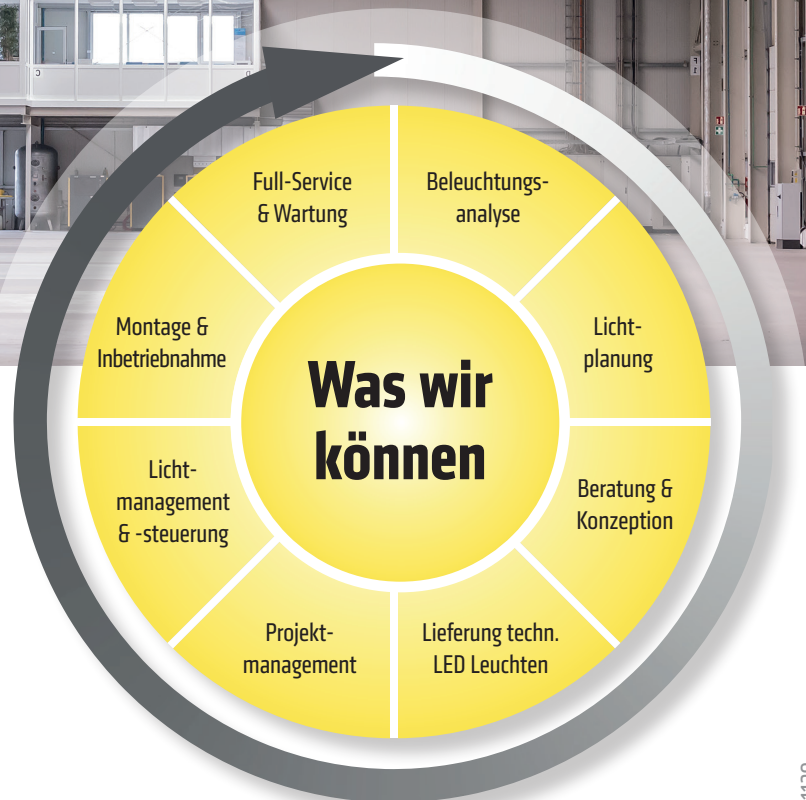 Was wir
können
Beleuchtungs-
analyse
Licht-
planung
Beratung &
Konzeption
Lieferung techn.
LED Leuchten
Projekt-
management
Licht-
management
& -steuerung
Montage &
Inbetriebnahme
Full-Service
& Wartung